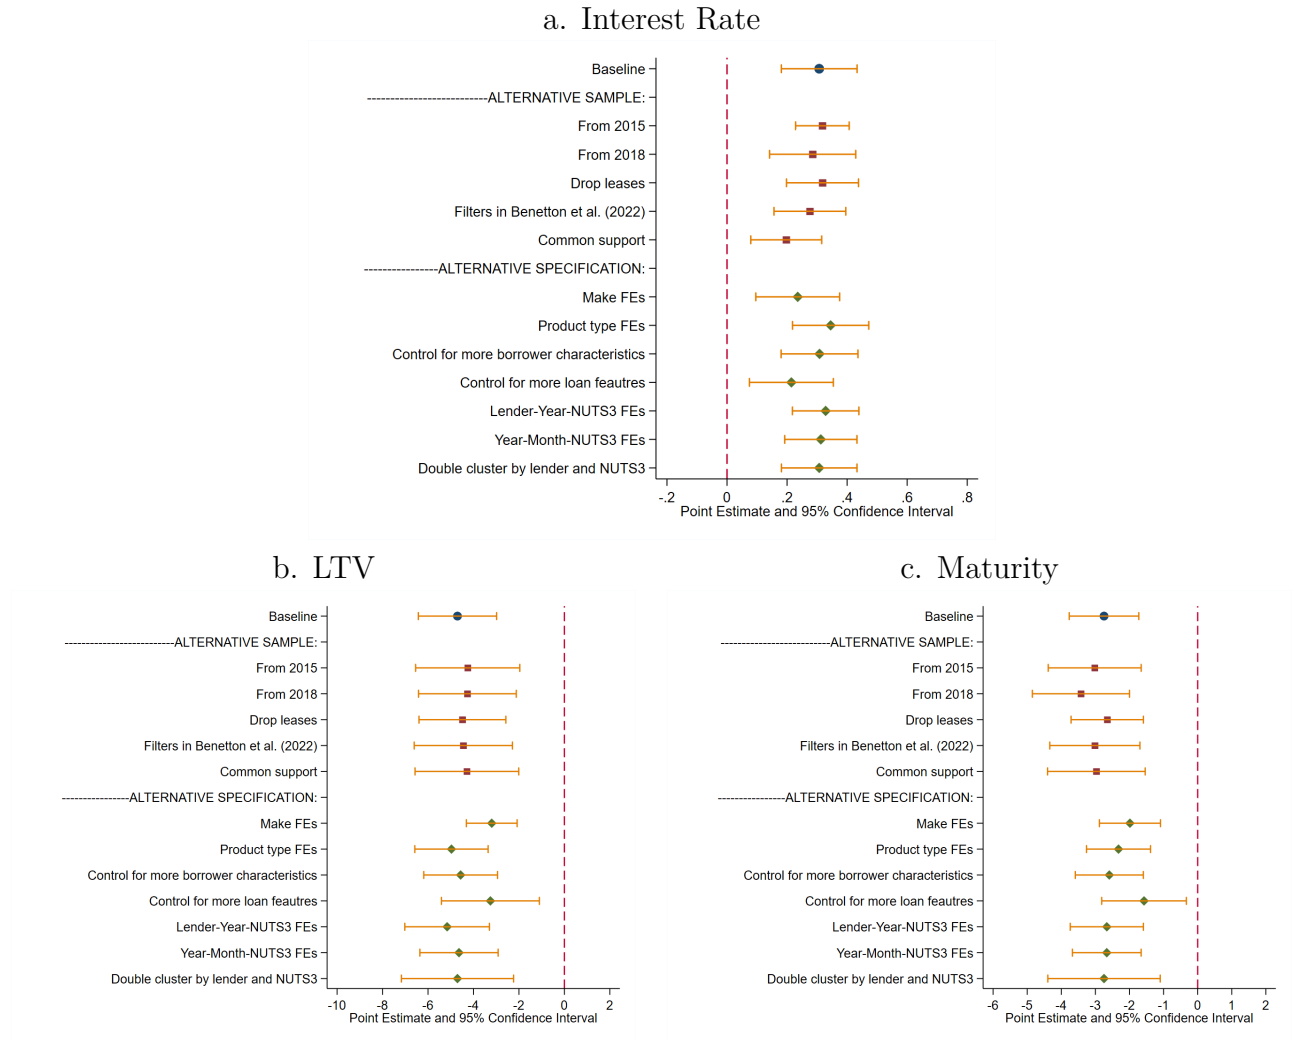 a. Interest Rate
Baseline
--------------------------ALTERNATIVE SAMPLE:
From 2015
From 2018
Drop leases
Filters in Benetton et al. (2022)
Common support
----------------ALTERNATIVE SPECIFICATION:
Make FEs
Product type FEs
Control for more borrower characteristics
Control for more loan feautres
Lender-Year-NUTS3 FEs
Year-Month-NUTS3 FEs
Double cluster by lender and NUTS3
-.2 0 .2 .4 .6 .8
Point Estimate and 95% Confidence Interval
b. LTV
Baseline
--------------------------ALTERNATIVE SAMPLE:
From 2015
From 2018
Drop leases
Filters in Benetton et al. (2022)
Common support
----------------ALTERNATIVE SPECIFICATION:
Make FEs
Product type FEs
Control for more borrower characteristics
Control for more loan feautres
Lender-Year-NUTS3 FEs
Year-Month-NUTS3 FEs
Double cluster by lender and NUTS3
-10 -8 -6 -4 -2 0 2
Point Estimate and 95% Confidence Interval
c. Maturity
Baseline
--------------------------ALTERNATIVE SAMPLE:
From 2015
From 2018
Drop leases
Filters in Benetton et al. (2022)
Common support
----------------ALTERNATIVE SPECIFICATION:
Make FEs
Product type FEs
Control for more borrower characteristics
Control for more loan feautres
Lender-Year-NUTS3 FEs
Year-Month-NUTS3 FEs
Double cluster by lender and NUTS3
-6 -5 -4 -3 -2 -1 0 1 2
Point Estimate and 95% Confidence Interval